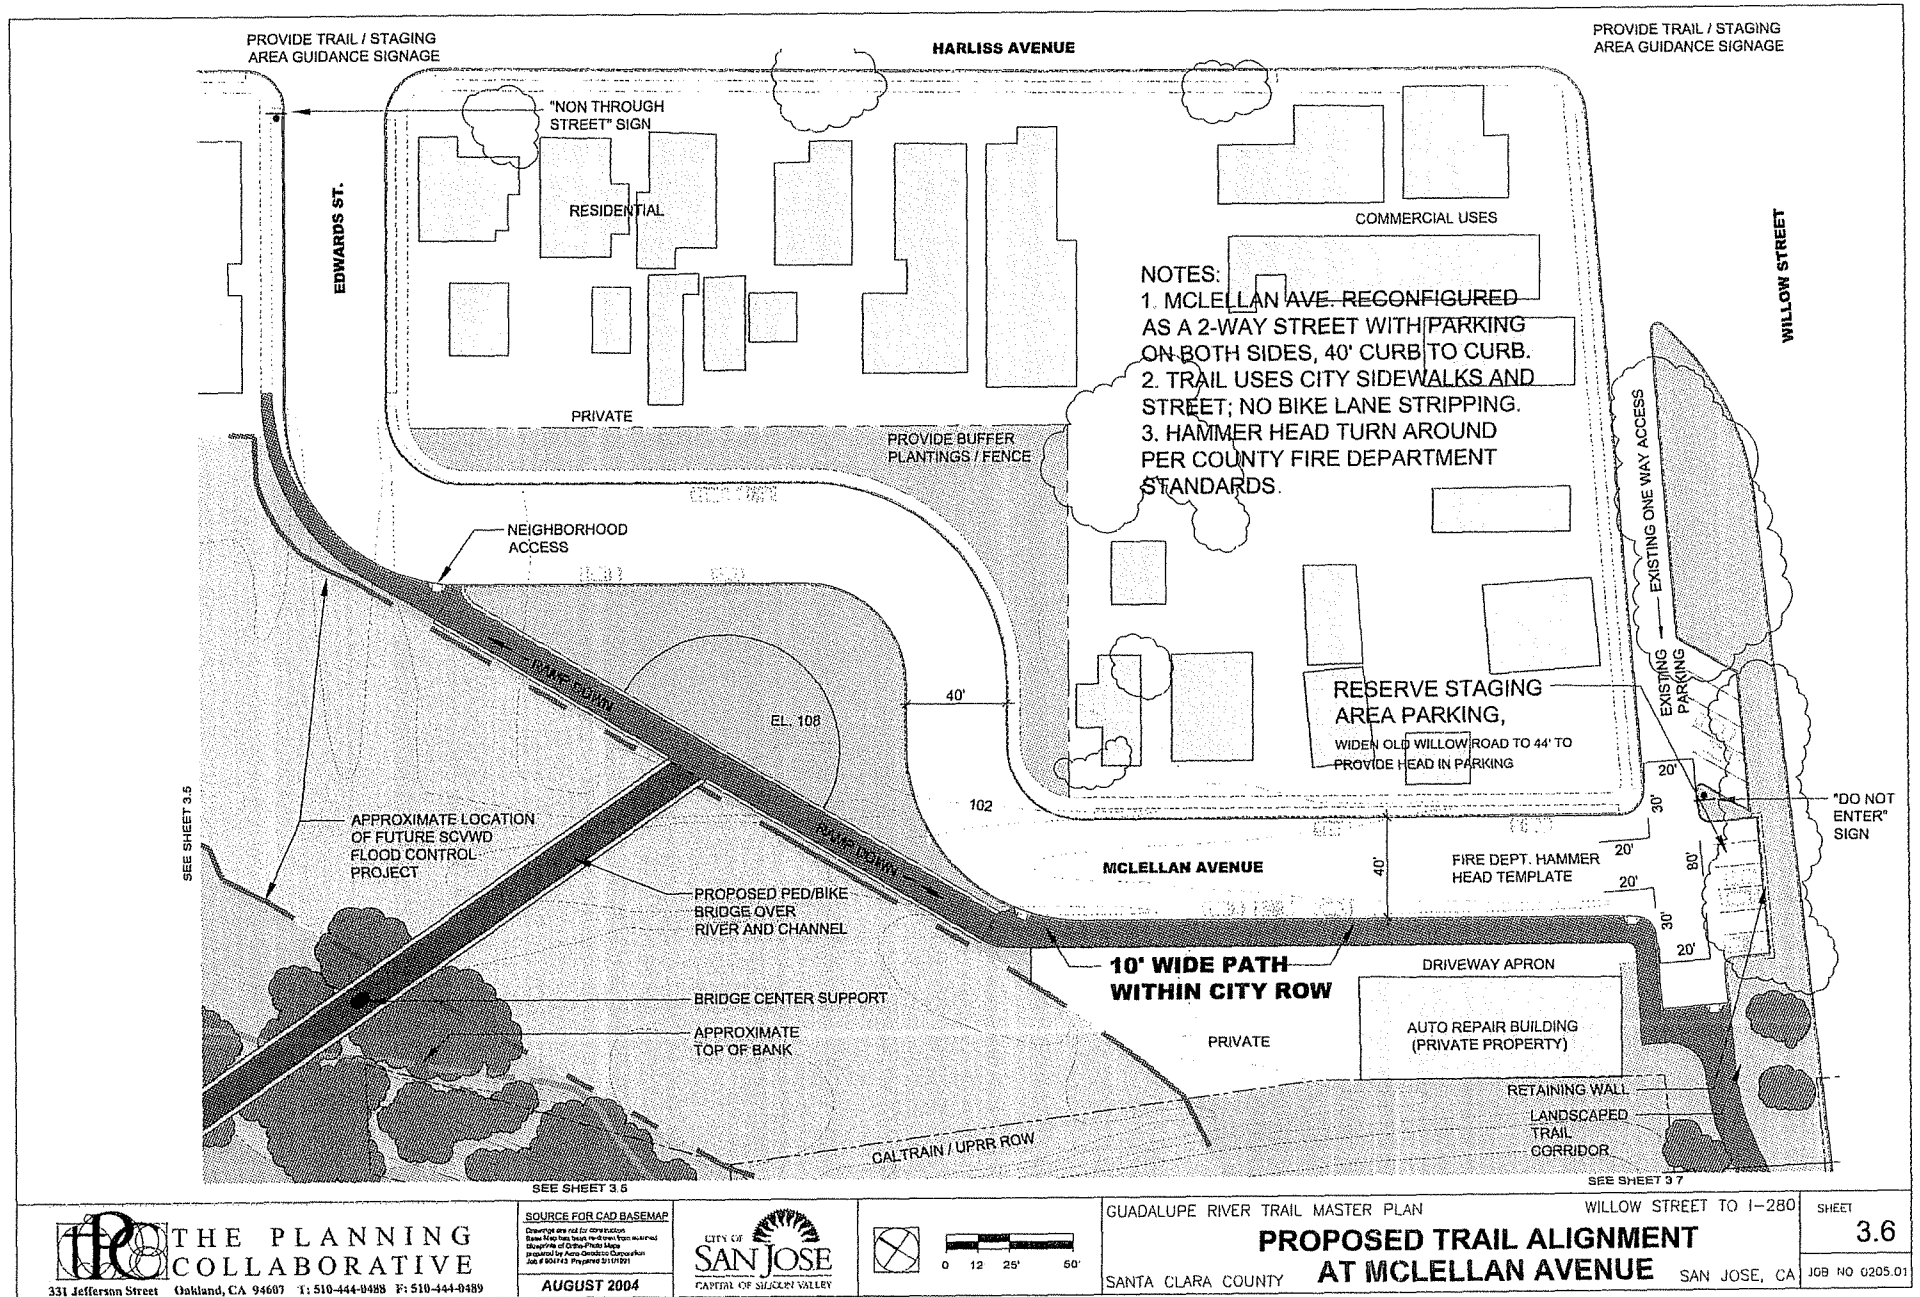 PROVIDE TRAIL / STAGING
AREA GUIDANCE SIGNAGE
HARLISS AVENUE
PROVIDE TRAIL / STAGING
AREA GUIDANCE SIGNAGE
"NON THROUGH
STREET" SIGN
EDWARDS ST.
RESIDENTIAL
COMMERCIAL USES
WILLOW STREET
NOTES:
1. MCLELLAN AVE. RECONFIGURED
AS A 2-WAY STREET WITH PARKING
ON BOTH SIDES, 40' CURB TO CURB.
2. TRAIL USES CITY SIDEWALKS AND
STREET; NO BIKE LANE STRIPPING.
3. HAMMER HEAD TURN AROUND
PER COUNTY FIRE DEPARTMENT
STANDARDS.
PRIVATE
PROVIDE BUFFER
PLANTINGS / FENCE
EXISTING ONE WAY ACCESS
NEIGHBORHOOD
ACCESS
RAMP DOWN
EL. 108
40'
EXISTING
PARKING
RESERVE STAGING
AREA PARKING,
WIDEN OLD WILLOW ROAD TO 44' TO
PROVIDE HEAD IN PARKING
20'
30'
102
"DO NOT
ENTER"
SIGN
SEE SHEET 3.5
APPROXIMATE LOCATION
OF FUTURE SCVWD
FLOOD CONTROL
PROJECT
RAMP DOWN
MCLELLAN AVENUE
40'
FIRE DEPT. HAMMER
HEAD TEMPLATE
20'
80'
20'
30'
20'
PROPOSED PED/BIKE
BRIDGE OVER
RIVER AND CHANNEL
10' WIDE PATH
WITHIN CITY ROW
DRIVEWAY APRON
BRIDGE CENTER SUPPORT
APPROXIMATE
TOP OF BANK
PRIVATE
AUTO REPAIR BUILDING
(PRIVATE PROPERTY)
RETAINING WALL
LANDSCAPED
TRAIL
CORRIDOR
CALTRAIN / UPRR ROW
SEE SHEET 3.5
SEE SHEET 3 7
TPC
THE PLANNING
COLLABORATIVE
331 Jefferson Street Oakland, CA 94607 T: 510-444-0488 F: 510-444-0489
SOURCE FOR CAD BASEMAP
Drawings are not for construction
AUGUST 2004
CITY OF
SAN JOSE
CAPITAL OF SILICON VALLEY
0 12 25' 50'
GUADALUPE RIVER TRAIL MASTER PLAN
WILLOW STREET TO I-280
PROPOSED TRAIL ALIGNMENT
AT MCLELLAN AVENUE
SANTA CLARA COUNTY
SAN JOSE, CA
SHEET
3.6
JOB NO 0205.01